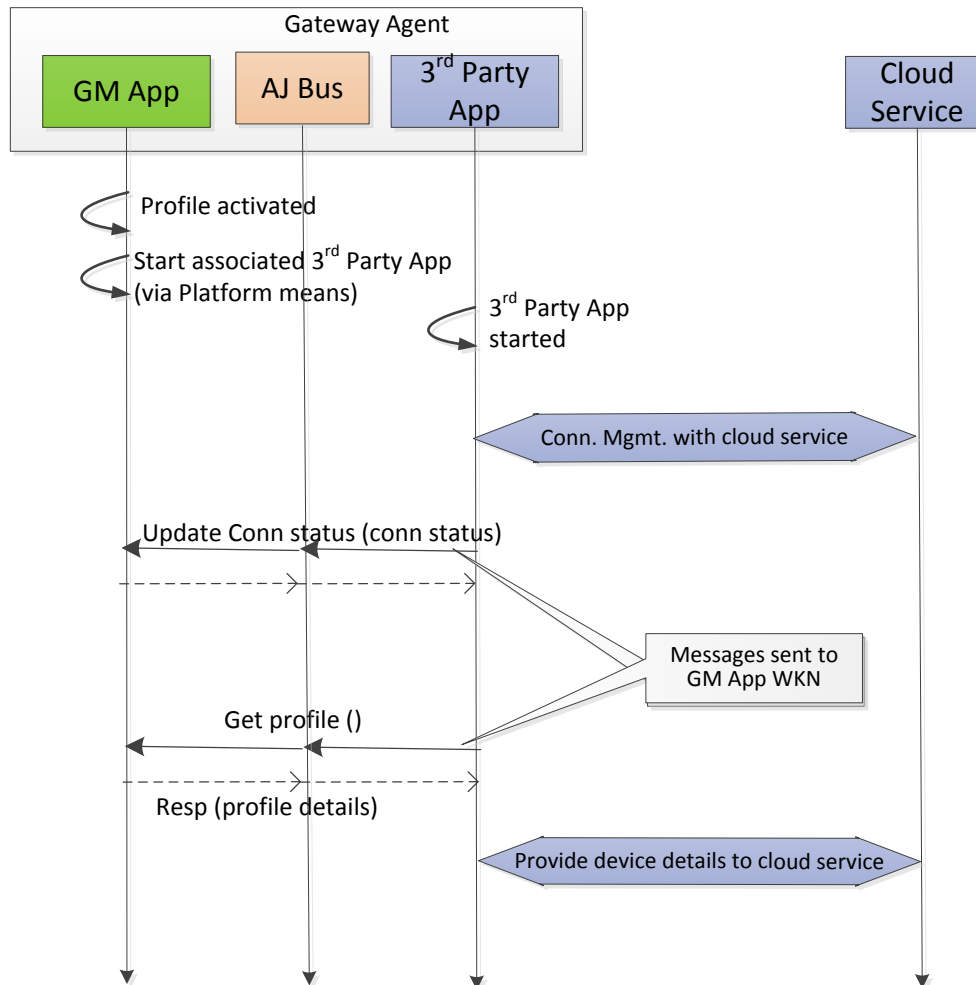 Gateway Agent
GM App
AJ Bus
3rd Party
App
Cloud
Service
Profile activated
Start associated 3rd Party App
(via Platform means)
3rd Party App
started
Conn. Mgmt. with cloud service
Update Conn status (conn status)
Messages sent to
GM App WKN
Get profile ()
Resp (profile details)
Provide device details to cloud service